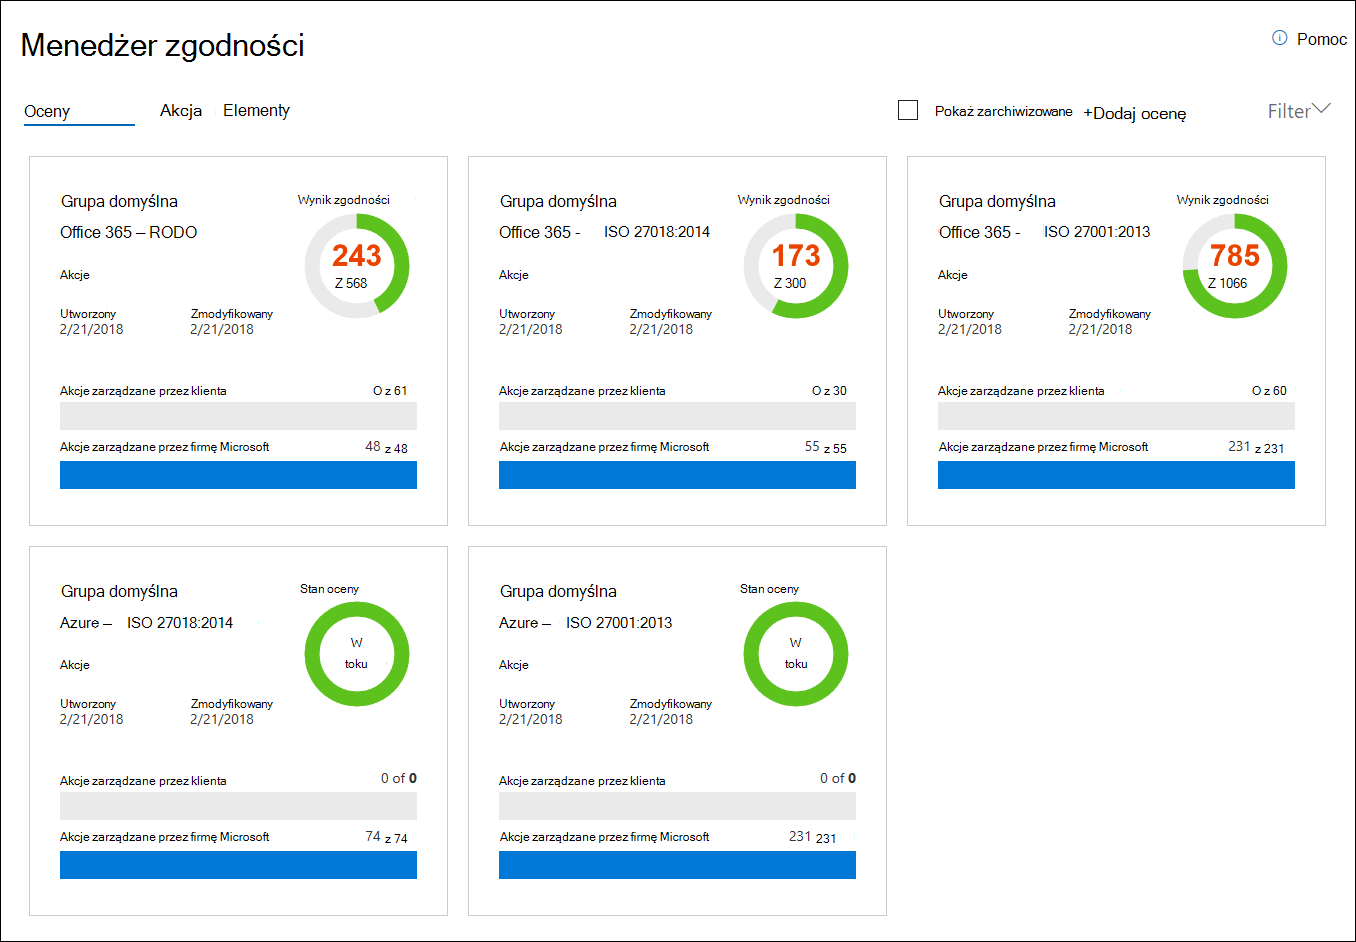 Menedżer zgodności
Pomoc
Oceny Akcja Elementy
Pokaż zarchiwizowane +Dodaj ocenę Filter
Grupa domyślna
Wynik zgodności
Office 365 – RODO
243
Z 568
Akcje
Utworzony Zmodyfikowany
2/21/2018 2/21/2018
Akcje zarządzane przez klienta O z 61
Akcje zarządzane przez firmę Microsoft 48 z 48
Grupa domyślna
Wynik zgodności
Office 365 - ISO 27018:2014
173
Z 300
Akcje
Utworzony Zmodyfikowany
2/21/2018 2/21/2018
Akcje zarządzane przez klienta O z 30
Akcje zarządzane przez firmę Microsoft 55 z 55
Grupa domyślna
Wynik zgodności
Office 365 - ISO 27001:2013
785
Z 1066
Akcje
Utworzony Zmodyfikowany
2/21/2018 2/21/2018
Akcje zarządzane przez klienta O z 60
Akcje zarządzane przez firmę Microsoft 231 z 231
Grupa domyślna
Stan oceny
Azure – ISO 27018:2014
W
toku
Akcje
Utworzony Zmodyfikowany
2/21/2018 2/21/2018
Akcje zarządzane przez klienta 0 of 0
Akcje zarządzane przez firmę Microsoft 74 z 74
Grupa domyślna
Stan oceny
Azure – ISO 27001:2013
W
toku
Akcje
Utworzony Zmodyfikowany
2/21/2018 2/21/2018
Akcje zarządzane przez klienta 0 of 0
Akcje zarządzane przez firmę Microsoft 231 231